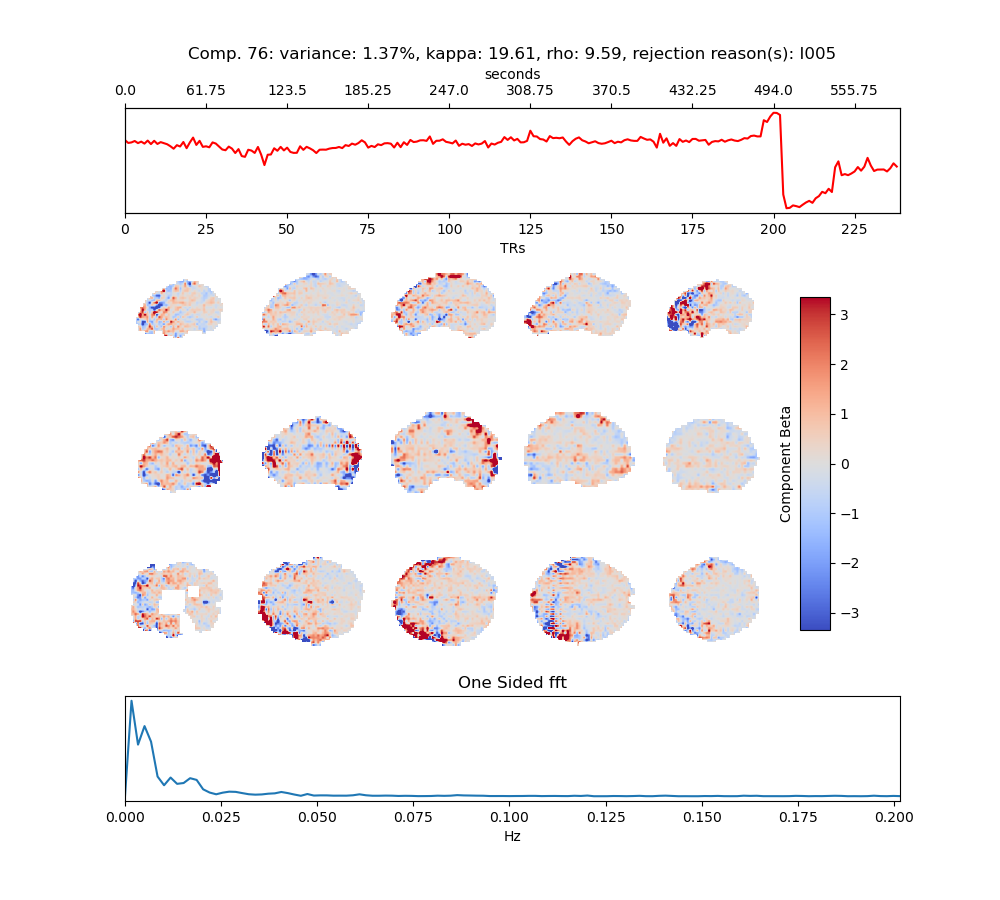 Comp. 76: variance: 1.37%, kappa: 19.61, rho: 9.59, rejection reason(s): I005
seconds
0.0 61.75 123.5 185.25 247.0 308.75 370.5 432.25 494.0 555.75
0 25 50 75 100 125 150 175 200 225
TRs
3
2
1
0
−1
−2
−3
Component Beta
One Sided fft
0.000 0.025 0.050 0.075 0.100 0.125 0.150 0.175 0.200
Hz